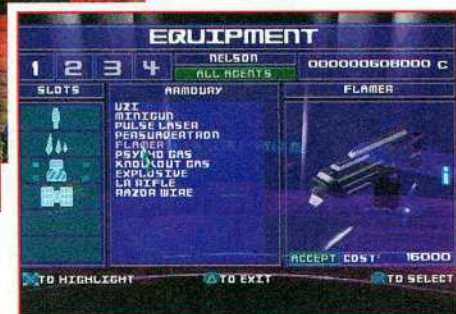 EQUIPMENT
1 2 3 4
NELSON
ALL AGENTS
000000608000 C
SLOTS
ARMOURY
FLAMER
UZI
MINIGUN
PULSE LASER
PERSUADERTRON
FLAMER
PSYCHO GAS
KNOCKOUT GAS
EXPLOSIVE
LR RIFLE
RAZOR WIRE
ACCEPT COST: 16000
TO HIGHLIGHT
TO EXIT
TO SELECT